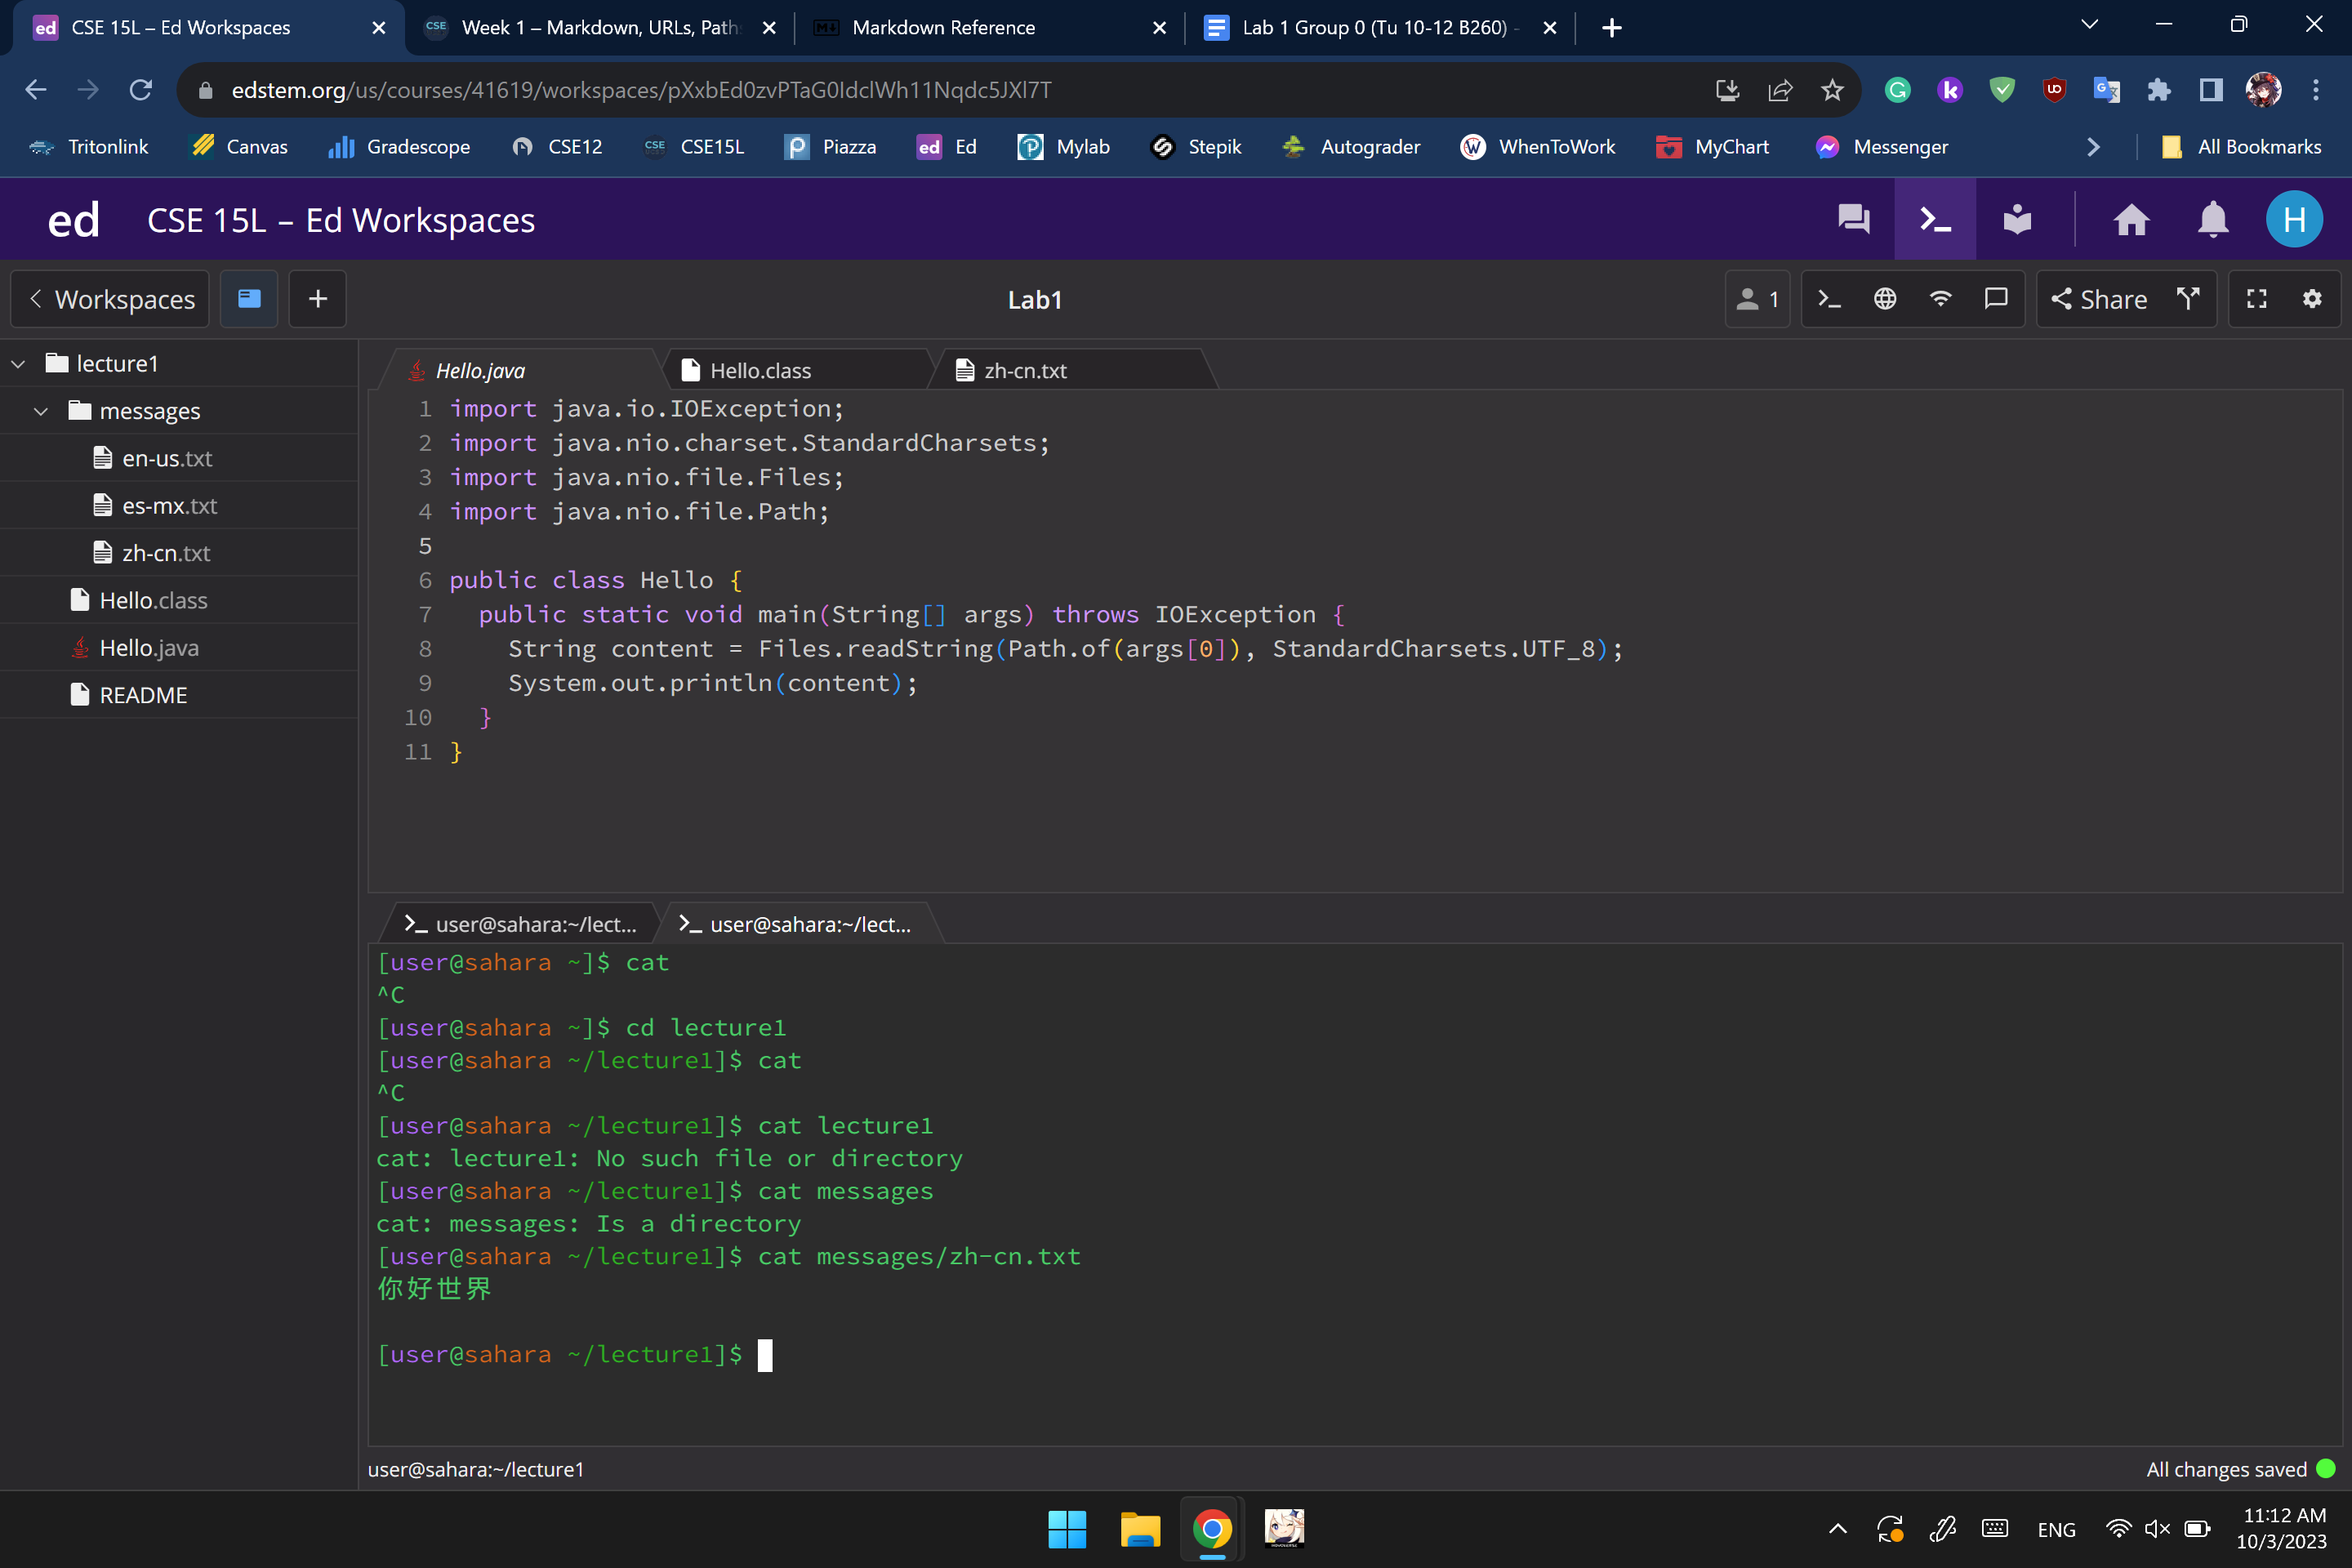 ed CSE 15L – Ed Workspaces
CSE Week 1 – Markdown, URLs, Path
Markdown Reference
Lab 1 Group 0 (Tu 10-12 B260) -
edstem.org/us/courses/41619/workspaces/pXxbEd0zvPTaG0IdclWh11Nqdc5JXl7T
Tritonlink Canvas Gradescope CSE12 CSE CSE15L Piazza ed Ed Mylab Stepik Autograder WhenToWork MyChart Messenger All Bookmarks
ed CSE 15L – Ed Workspaces H
Workspaces Lab1 1 Share
lecture1
messages
en-us.txt
es-mx.txt
zh-cn.txt
Hello.class
Hello.java
README
Hello.java Hello.class zh-cn.txt
1 import java.io.IOException;
2 import java.nio.charset.StandardCharsets;
3 import java.nio.file.Files;
4 import java.nio.file.Path;
5
6 public class Hello {
7 public static void main(String[] args) throws IOException {
8 String content = Files.readString(Path.of(args[0]), StandardCharsets.UTF_8);
9 System.out.println(content);
10 }
11 }
user@sahara:~/lect... user@sahara:~/lect...
[user@sahara ~]$ cat
^C
[user@sahara ~]$ cd lecture1
[user@sahara ~/lecture1]$ cat
^C
[user@sahara ~/lecture1]$ cat lecture1
cat: lecture1: No such file or directory
[user@sahara ~/lecture1]$ cat messages
cat: messages: Is a directory
[user@sahara ~/lecture1]$ cat messages/zh-cn.txt
你好世界
[user@sahara ~/lecture1]$
user@sahara:~/lecture1 All changes saved
ENG 11:12 AM
10/3/2023